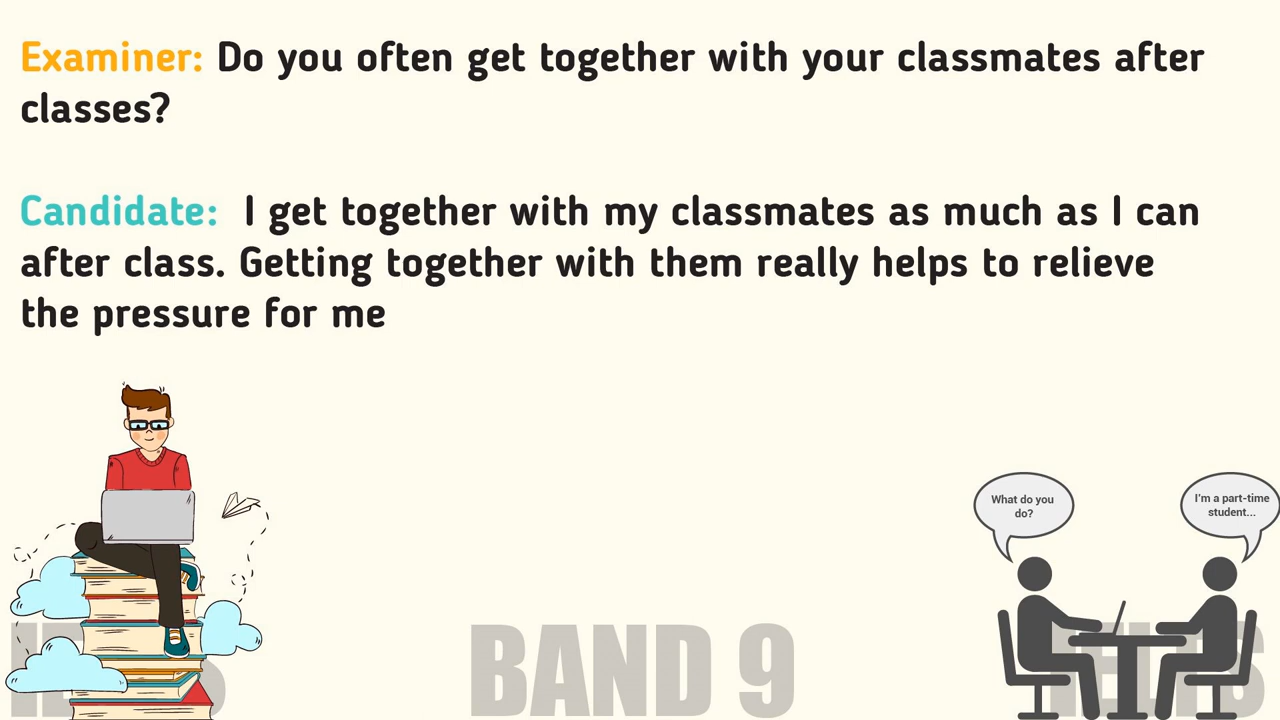 Examiner: Do you often get together with your classmates after
classes?
Candidate: I get together with my classmates as much as I can
after class. Getting together with them really helps to relieve
the pressure for me
What do you
do?
I'm a part-time
student...
BAND 9